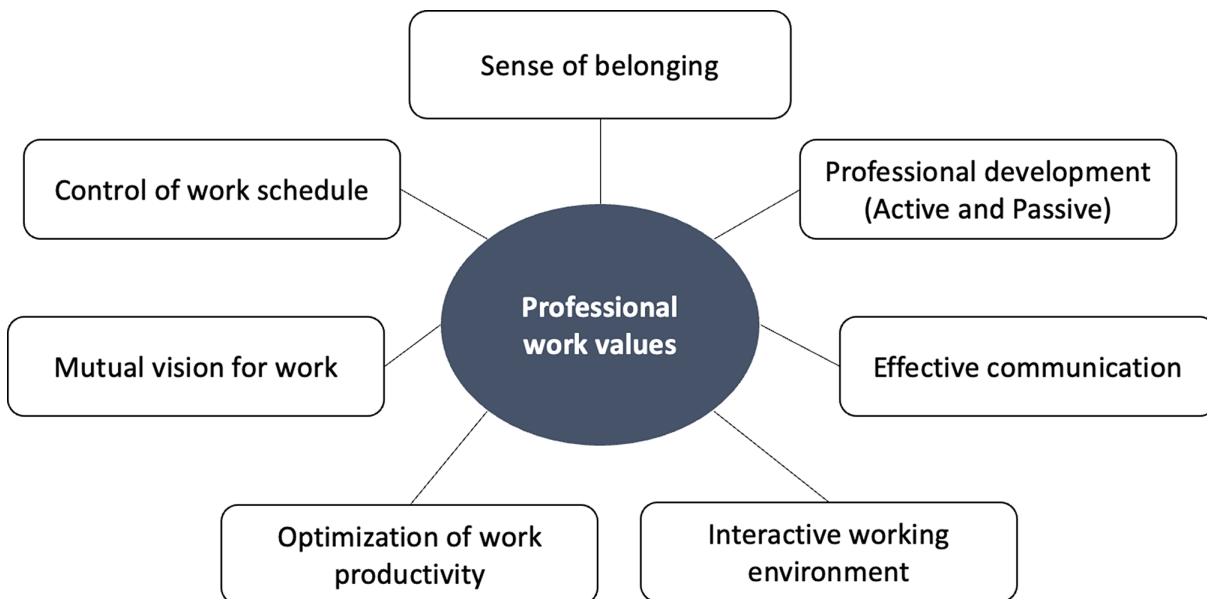 Sense of belonging
Control of work schedule
Professional development
(Active and Passive)
Professional
work values
Mutual vision for work
Effective communication
Optimization of work
productivity
Interactive working
environment